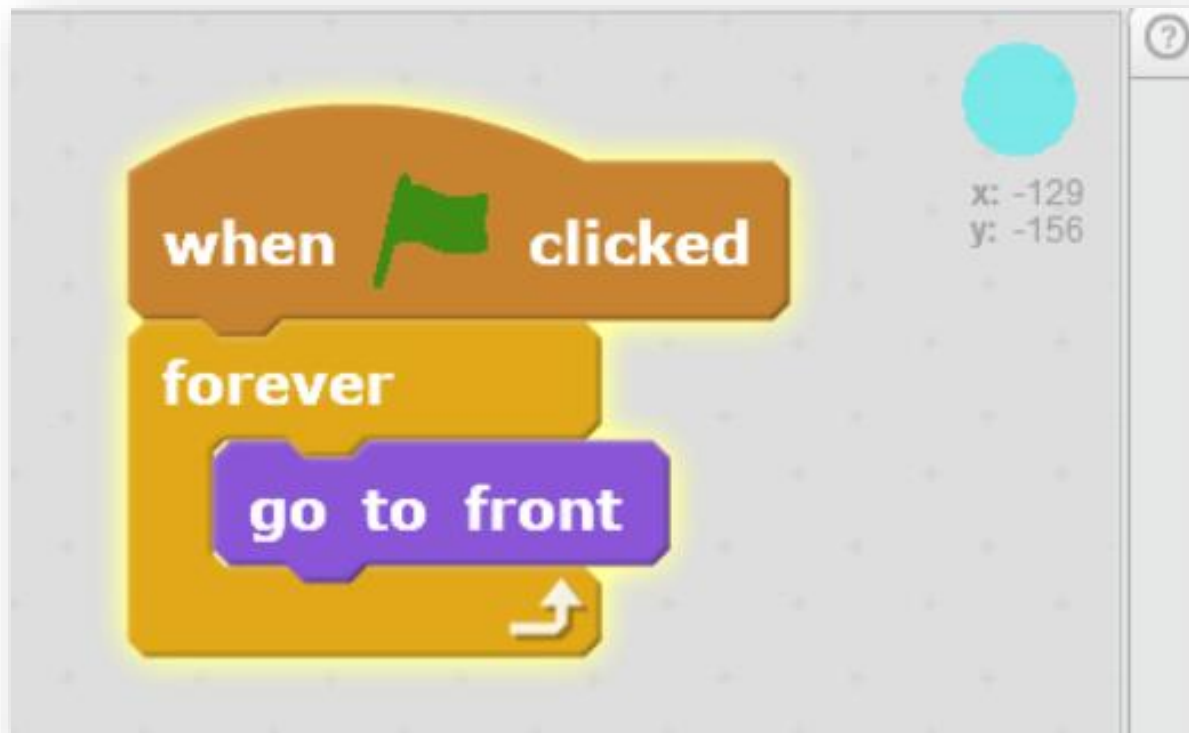 when clicked
forever
go to front
x: -129
y: -156
?